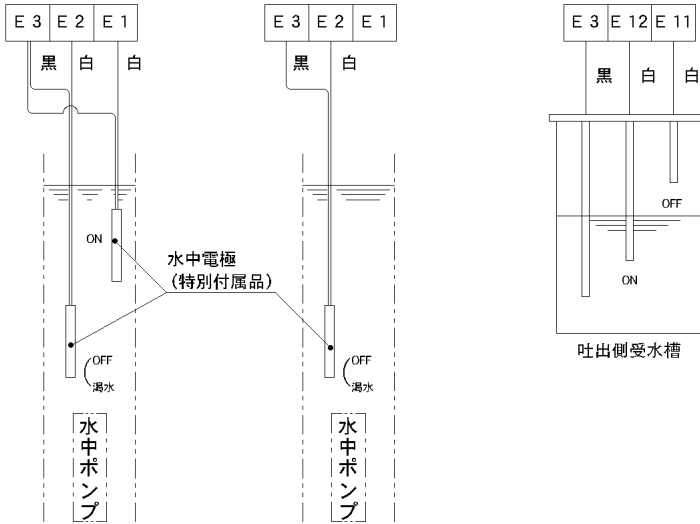 E 3 E 2 E 1
黒 白 白
ON
OFF
渇水
水中ポンプ
水中電極
(特別付属品)
E 3 E 2 E 1
黒 白
OFF
渇水
水中ポンプ
E 3 E 12 E 11
黒 白 白
OFF
ON
吐出側受水槽